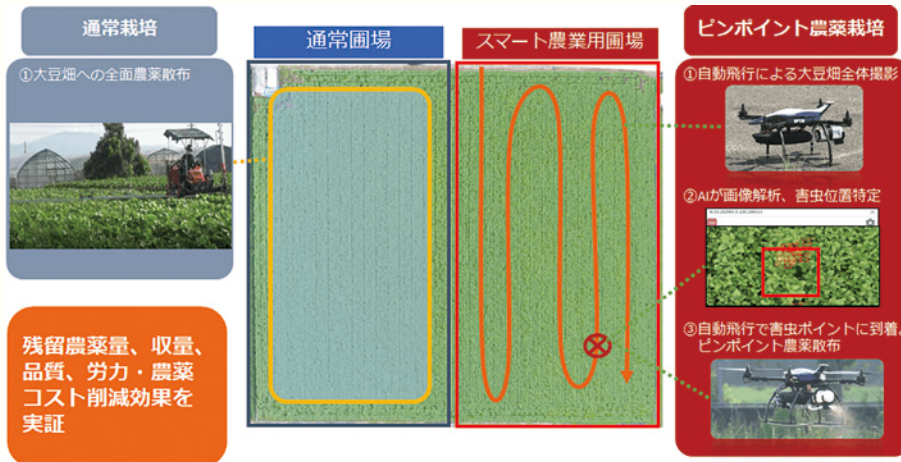 通常栽培
①大豆畑への全面農薬散布
残留農薬量、収量、
品質、労力・農薬
コスト削減効果を
実証
通常圃場
スマート農業用圃場
ピンポイント農薬栽培
①自動飛行による大豆畑全体撮影
②AIが画像解析、害虫位置特定
③自動飛行で害虫ポイントに到着。
ピンポイント農薬散布